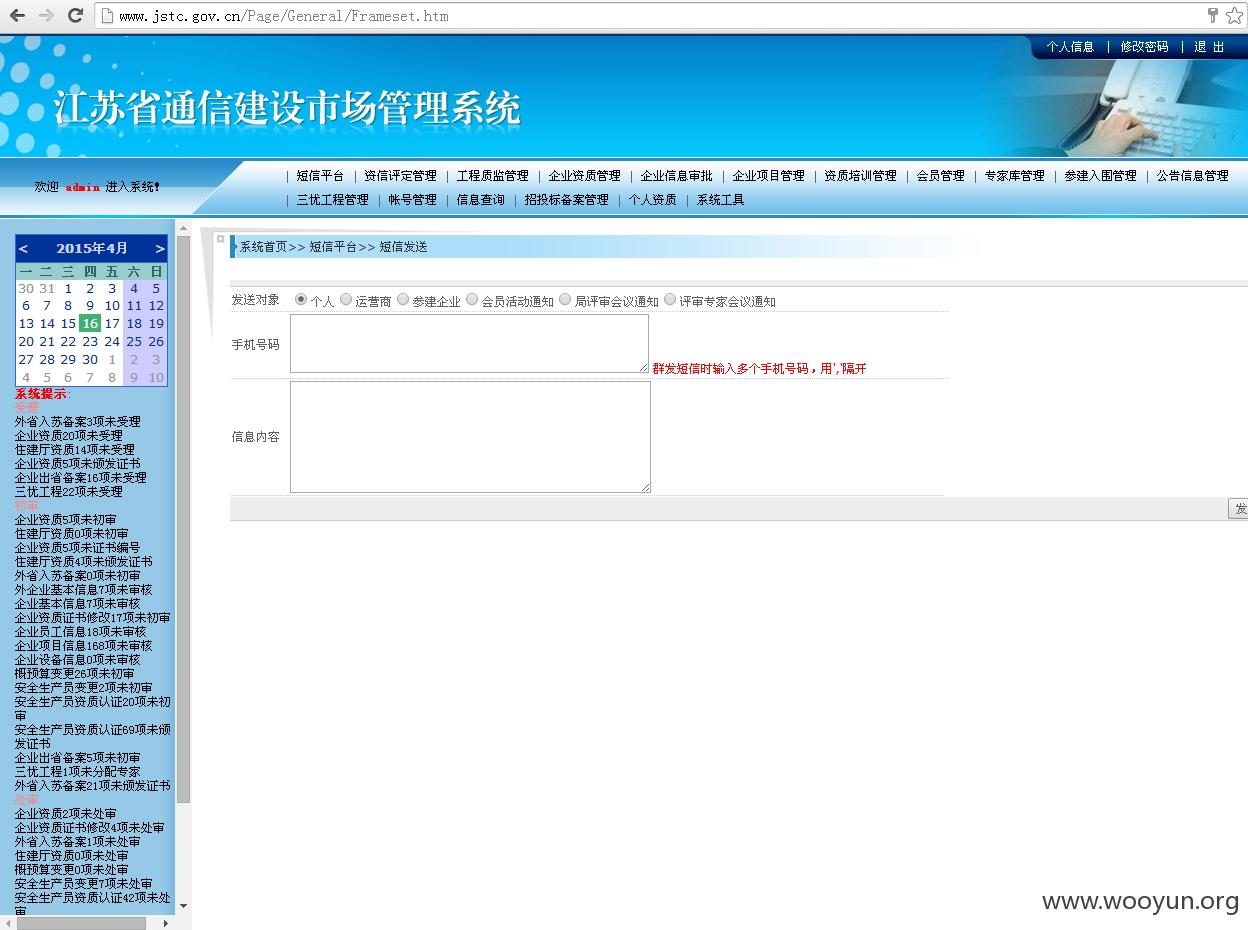 www.jstc.gov.cn/Page/General/Frameset.htm
个人信息 | 修改密码 | 退 出
江苏省通信建设市场管理系统
欢迎 admin 进入系统!
| 短信平台 | 资信评定管理 | 工程质监管理 | 企业资质管理 | 企业信息审批 | 企业项目管理 | 资质培训管理 | 会员管理 | 专家库管理 | 参建入围管理 | 公告信息管理
| 三优工程管理 | 帐号管理 | 信息查询 | 招投标备案管理 | 个人资质 | 系统工具
< 2015年4月 >
一 二 三 四 五 六 日
30 31 1 2 3 4 5
6 7 8 9 10 11 12
13 14 15 16 17 18 19
20 21 22 23 24 25 26
27 28 29 30 1 2 3
4 5 6 7 8 9 10
系统提示:
受理
外省入苏备案3项未受理
企业资质20项未受理
住建厅资质14项未受理
企业资质5项未颁发证书
企业出省备案16项未受理
三优工程22项未受理
初审
企业资质5项未初审
住建厅资质0项未初审
企业资质5项未证书编号
住建厅资质4项未颁发证书
外省入苏备案0项未初审
外企业基本信息7项未审核
企业基本信息7项未审核
企业资质证书修改17项未初审
企业员工信息18项未审核
企业项目信息168项未审核
企业设备信息0项未审核
概预算变更26项未初审
安全生产员变更2项未初审
安全生产员资质认证20项未初
审
安全生产员资质认证69项未颁
发证书
企业出省备案5项未初审
三优工程1项未分配专家
外省入苏备案21项未颁发证书
处审
企业资质2项未处审
企业资质证书修改4项未处审
外省入苏备案1项未处审
住建厅资质0项未处审
概预算变更0项未处审
安全生产员变更7项未处审
安全生产员资质认证42项未处
审
系统首页>> 短信平台>> 短信发送
发送对象 个人 运营商 参建企业 会员活动通知 局评审会议通知 评审专家会议通知
手机号码
群发短信时输入多个手机号码，用','隔开
信息内容
发
www.wooyun.org